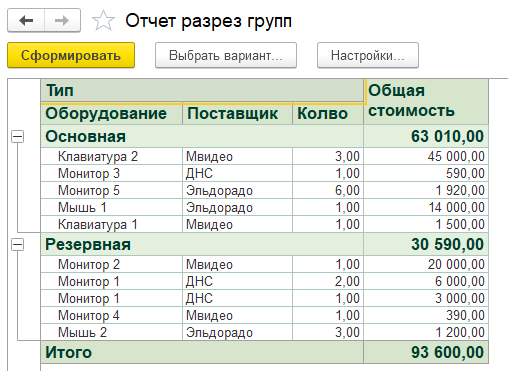 Отчет разрез групп
Сформировать Выбрать вариант... Настройки...
Тип Общая стоимость
Оборудование Поставщик Колво
Основная 63 010,00
Клавиатура 2 Мвидео 3,00 45 000,00
Монитор 3 ДНС 1,00 590,00
Монитор 5 Эльдорадо 6,00 1 920,00
Мышь 1 Эльдорадо 1,00 14 000,00
Клавиатура 1 Мвидео 1,00 1 500,00
Резервная 30 590,00
Монитор 2 Мвидео 1,00 20 000,00
Монитор 1 ДНС 2,00 6 000,00
Монитор 1 ДНС 1,00 3 000,00
Монитор 4 Мвидео 1,00 390,00
Мышь 2 Эльдорадо 3,00 1 200,00
Итого 93 600,00